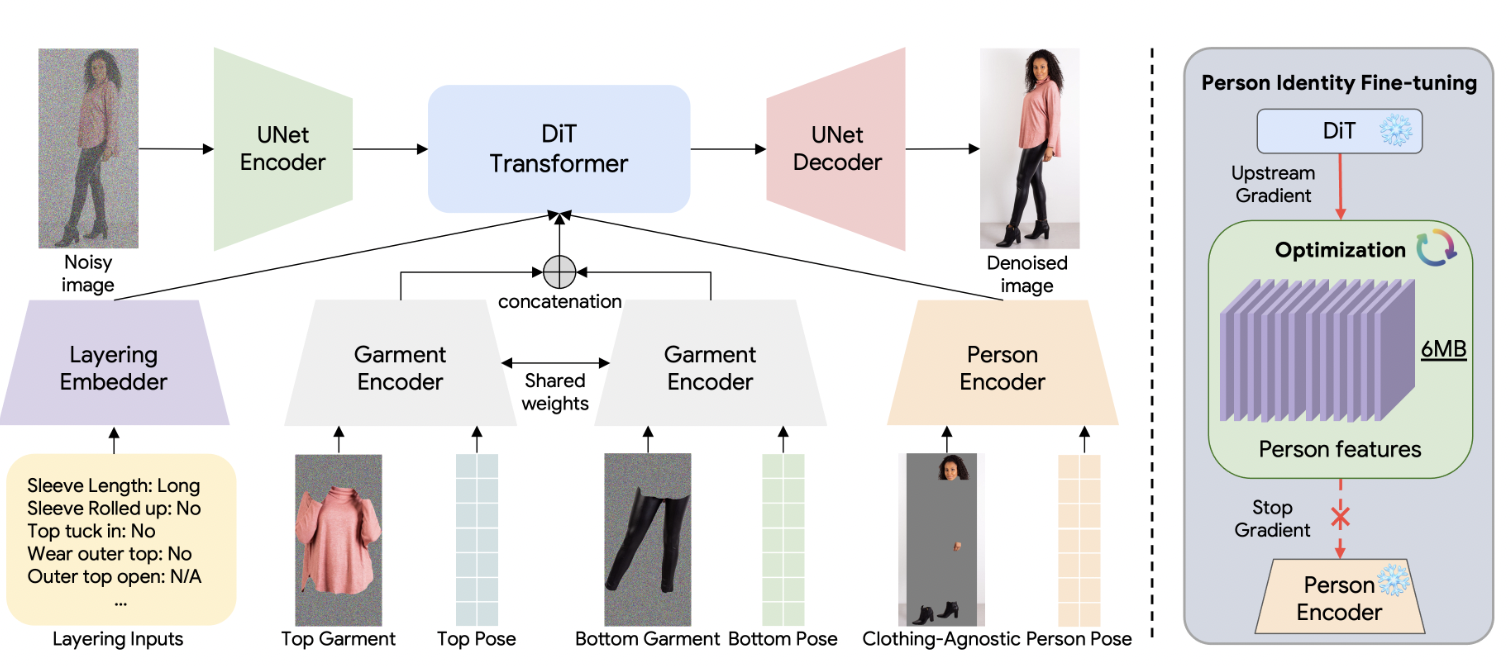 Noisy
image
UNet
Encoder
DiT
Transformer
UNet
Decoder
Denoised
image
concatenation
Layering
Embedder
Garment
Encoder
Shared
weights
Garment
Encoder
Person
Encoder
Sleeve Length: Long
Sleeve Rolled up: No
Top tuck in: No
Wear outer top: No
Outer top open: N/A
...
Layering Inputs
Top Garment
Top Pose
Bottom Garment
Bottom Pose
Clothing-Agnostic
Person Pose
Person Identity Fine-tuning
DiT
Upstream
Gradient
Optimization
6MB
Person features
Stop
Gradient
Person
Encoder